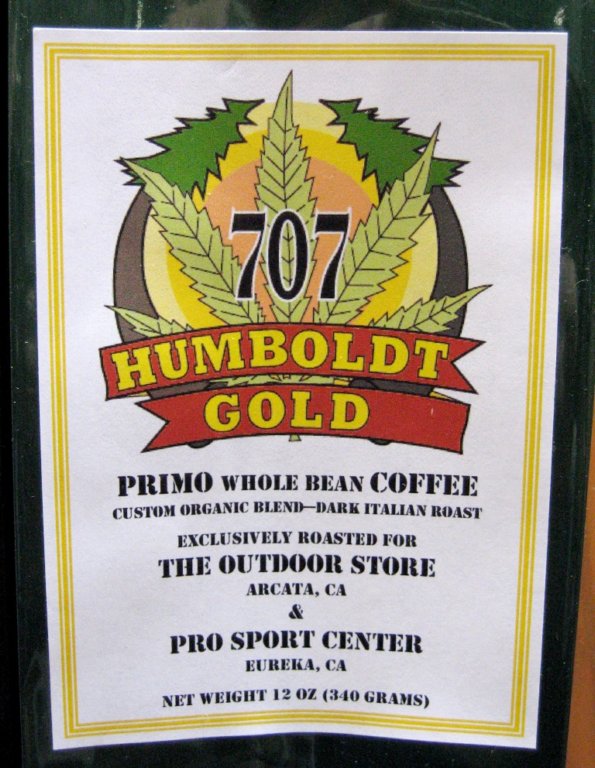 707
HUMBOLDT
GOLD
PRIMO WHOLE BEAN COFFEE
CUSTOM ORGANIC BLEND—DARK ITALIAN ROAST
EXCLUSIVELY ROASTED FOR
THE OUTDOOR STORE
ARCATA, CA
&
PRO SPORT CENTER
EUREKA, CA
NET WEIGHT 12 OZ (340 GRAMS)